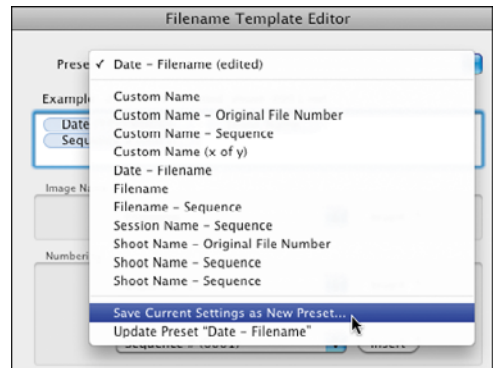 Filename Template Editor
Prese ✓ Date – Filename (edited)
Exampl
Custom Name
Custom Name – Original File Number
Date
Custom Name – Sequence
Sequ
Custom Name (x of y)
Date – Filename
Image Na
Filename
Filename – Sequence
Session Name – Sequence
Shoot Name – Original File Number
Numberi
Shoot Name – Sequence
Shoot Name – Sequence
Save Current Settings as New Preset...
Update Preset "Date – Filename"